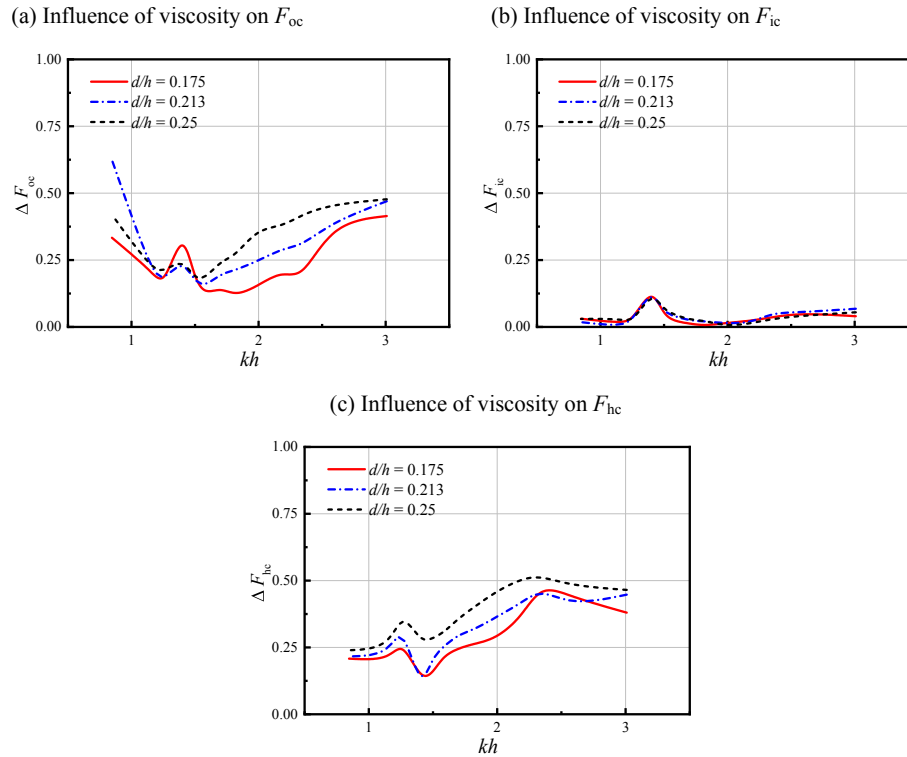 (a) Influence of viscosity on Foc
(b) Influence of viscosity on Fic
1.00
d/h = 0.175
d/h = 0.213
d/h = 0.25
0.75
Δ Foc
0.50
0.25
0.00
1
2
3
kh
1.00
d/h = 0.175
d/h = 0.213
d/h = 0.25
0.75
Δ Fic
0.50
0.25
0.00
1
2
3
kh
(c) Influence of viscosity on Fhc
1.00
d/h = 0.175
d/h = 0.213
d/h = 0.25
0.75
Δ Fhc
0.50
0.25
0.00
1
2
3
kh